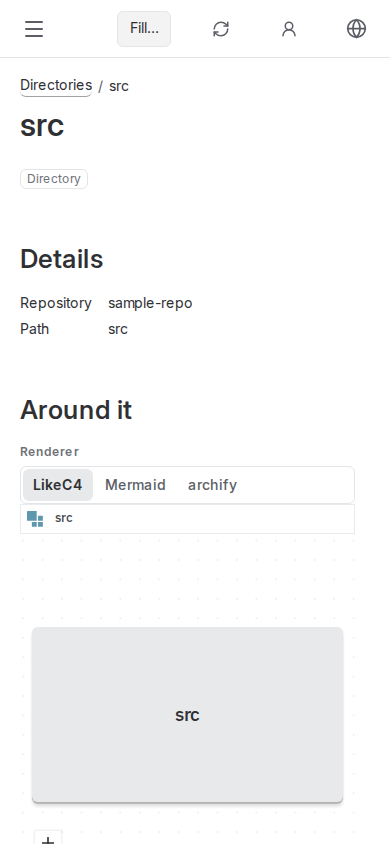 Fill...
Directories / src
src
Directory
Details
Repository sample-repo
Path src
Around it
Renderer
LikeC4 Mermaid archify
src
src